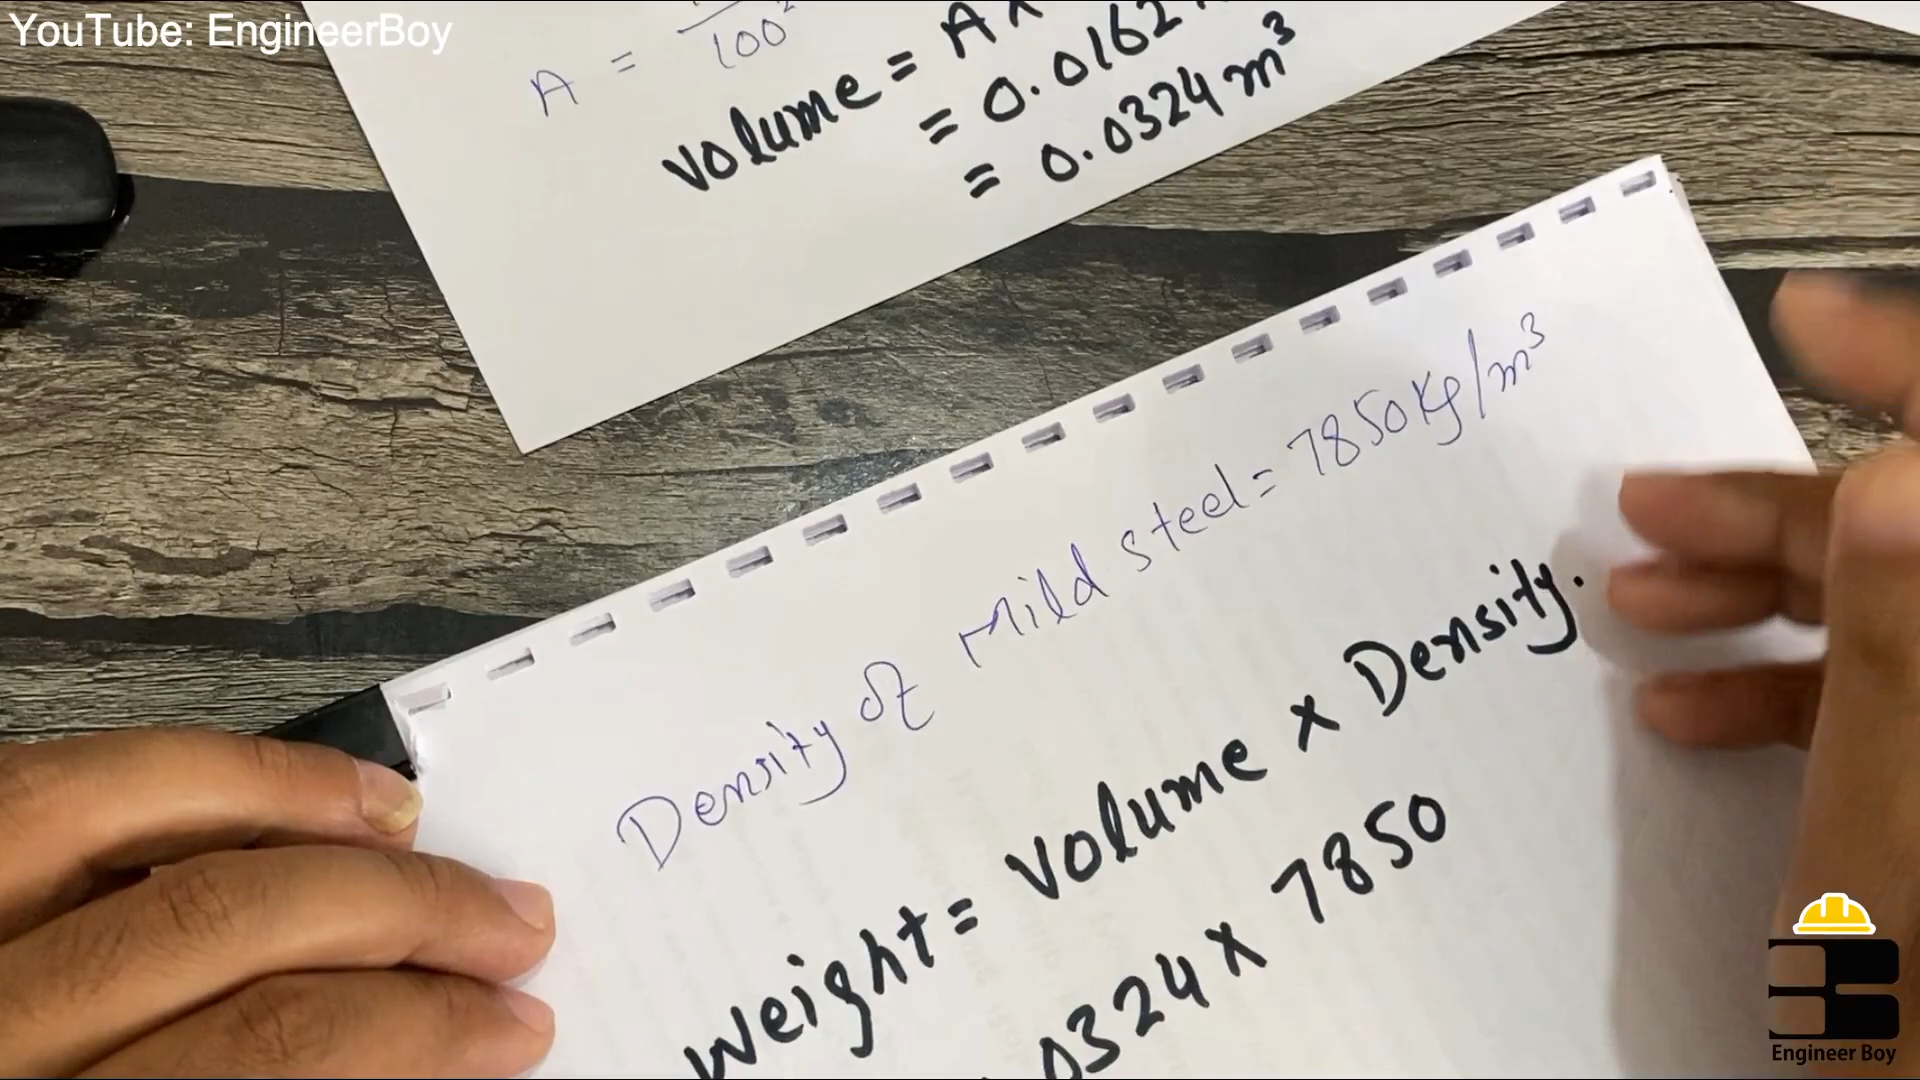 YouTube: EngineerBoy
A = 100²
Volume = A ×
= 0.0162
= 0.0324 m³
Density of Mild steel = 7850 Kg/m³
Weight = Volume × Density.
0324 × 7850
Engineer Boy